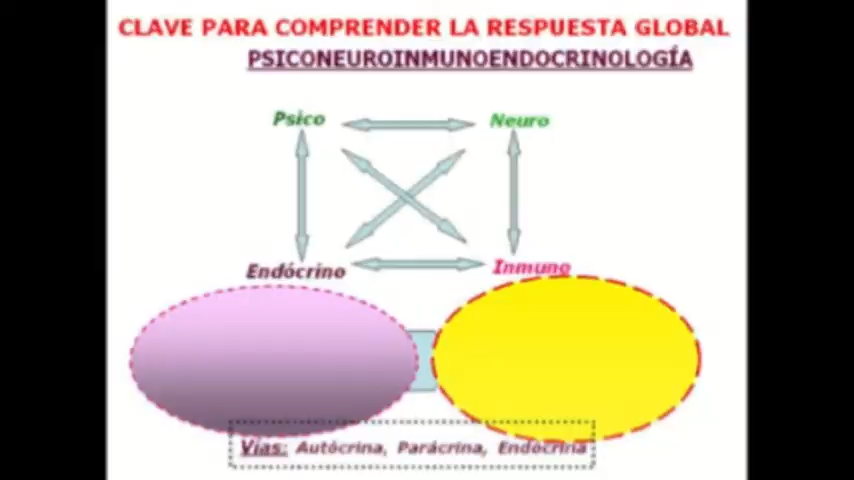 CLAVE PARA COMPRENDER LA RESPUESTA GLOBAL
PSICONEUROINMUNOENDOCRINOLOGÍA
Psico
Neuro
Endócrino
Inmuno
Vías: Autócrina, Parácrina, Endócrina